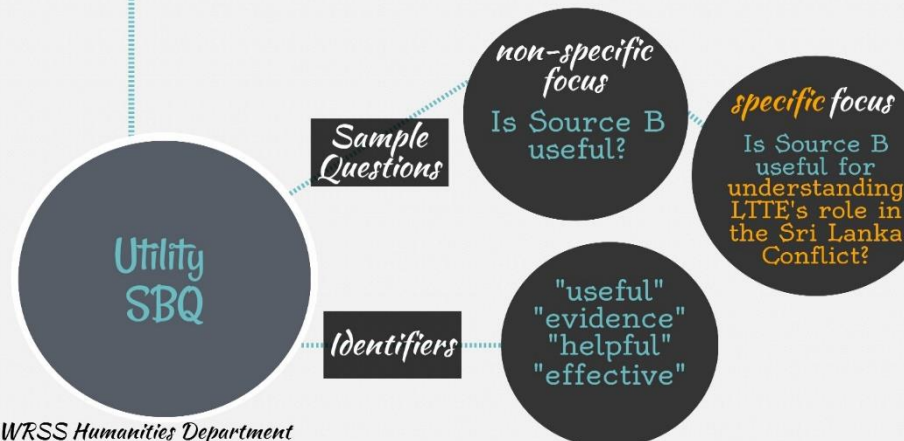 non-specific
focus
Is Source B
useful?
specific focus
Is Source B
useful for
understanding
LTTE's role in
the Sri Lanka
Conflict?
Sample
Questions
Utility
SBQ
Identifiers
"useful"
"evidence"
"helpful"
"effective"
WRSS Humanities Department